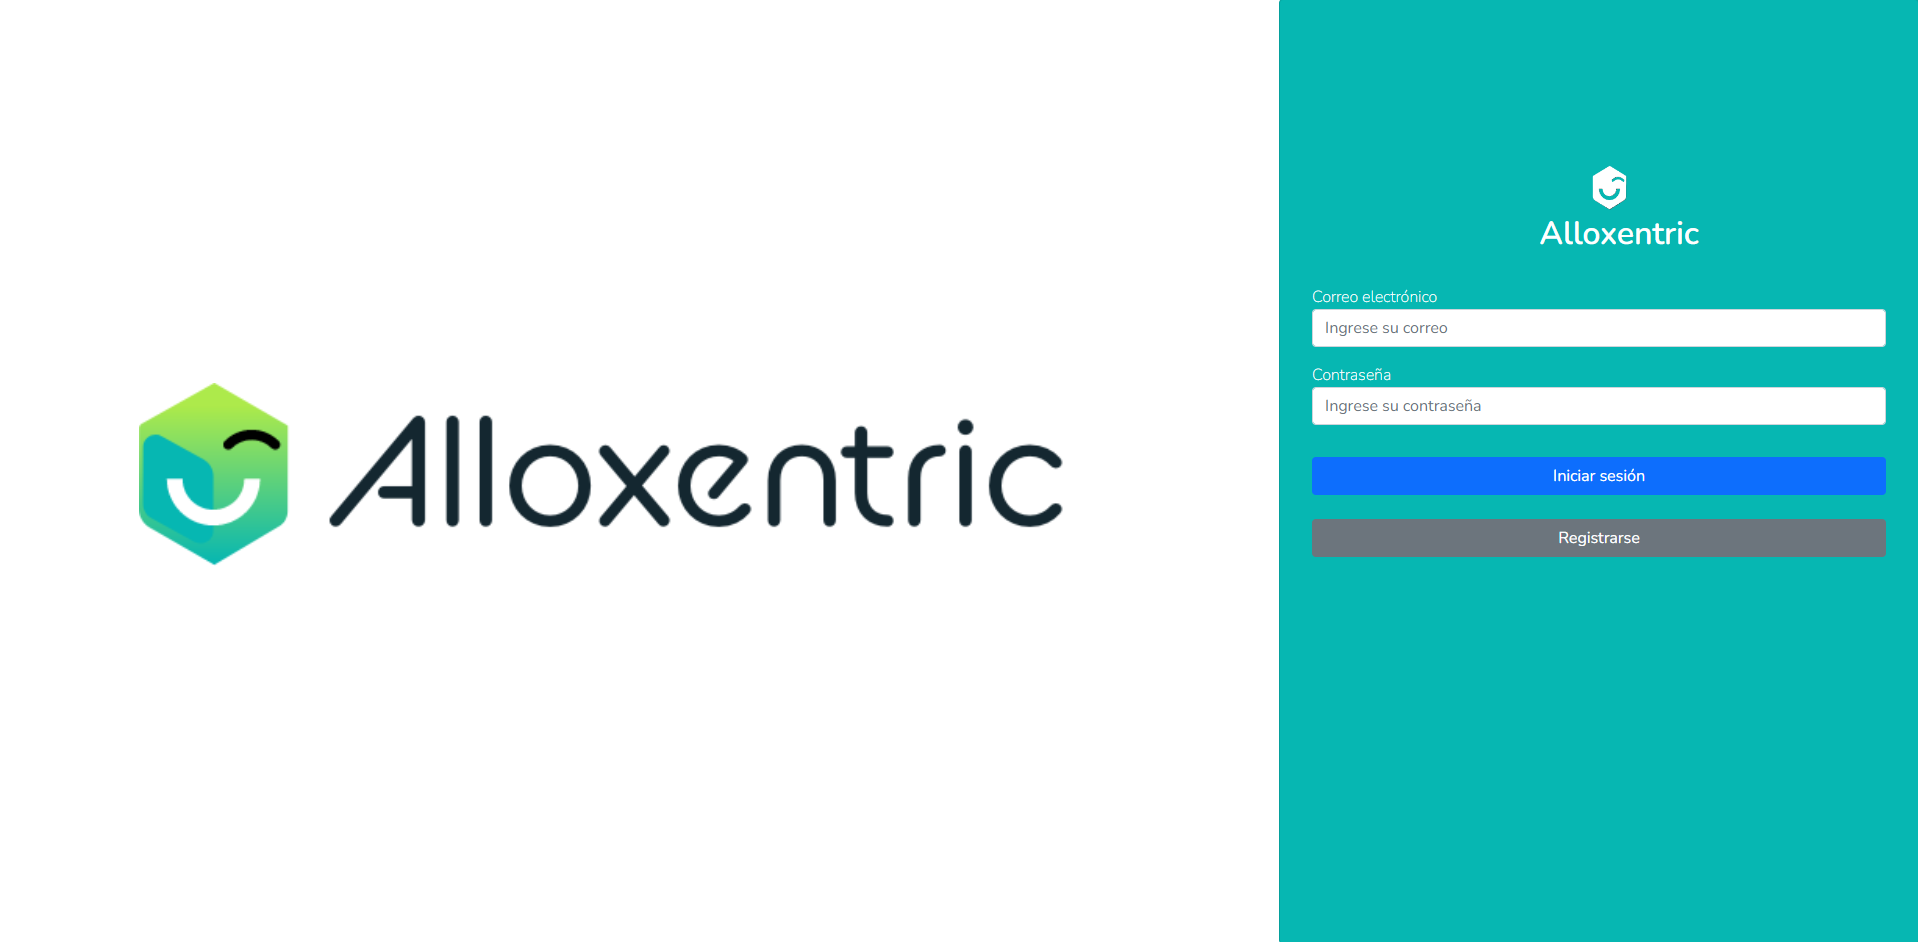 Alloxentric
Alloxentric
Correo electrónico
Ingrese su correo
Contraseña
Ingrese su contraseña
Iniciar sesión
Registrarse